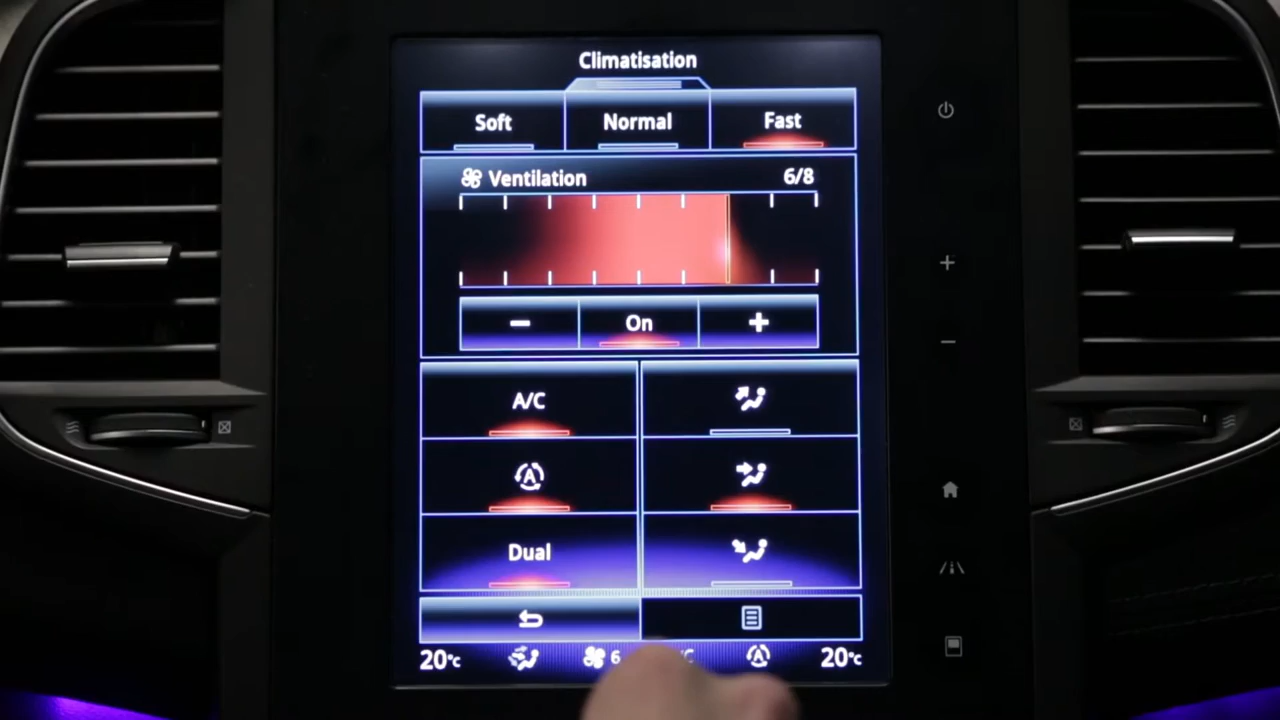 Climatisation
Soft Normal Fast
Ventilation 6/8
- On +
A/C
A
Dual
20°C 6 C A 20°C